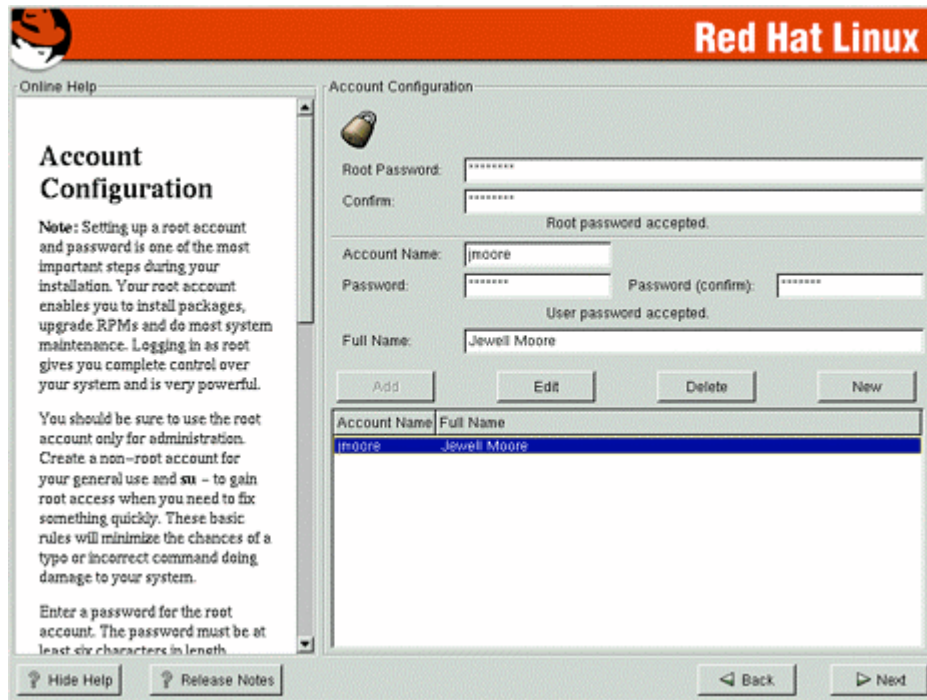 Red Hat Linux
Online Help
Account
Configuration
Note: Setting up a root account
and password is one of the most
important steps during your
installation. Your root account
enables you to install packages,
upgrade RPMs and do most system
maintenance. Logging in as root
gives you complete control over
your system and is very powerful.
You should be sure to use the root
account only for administration.
Create a non-root account for
your general use and su - to gain
root access when you need to fix
something quickly. These basic
rules will minimize the chances of a
typo or incorrect command doing
damage to your system.
Enter a password for the root
account. The password must be at
least six characters in length.
Account Configuration
Root Password: ********
Confirm: ********
Root password accepted.
Account Name: jmoore
Password: ******* Password (confirm): *******
User password accepted.
Full Name: Jewell Moore
Add Edit Delete New
Account Name Full Name
jmoore Jewell Moore
? Hide Help ? Release Notes Back Next